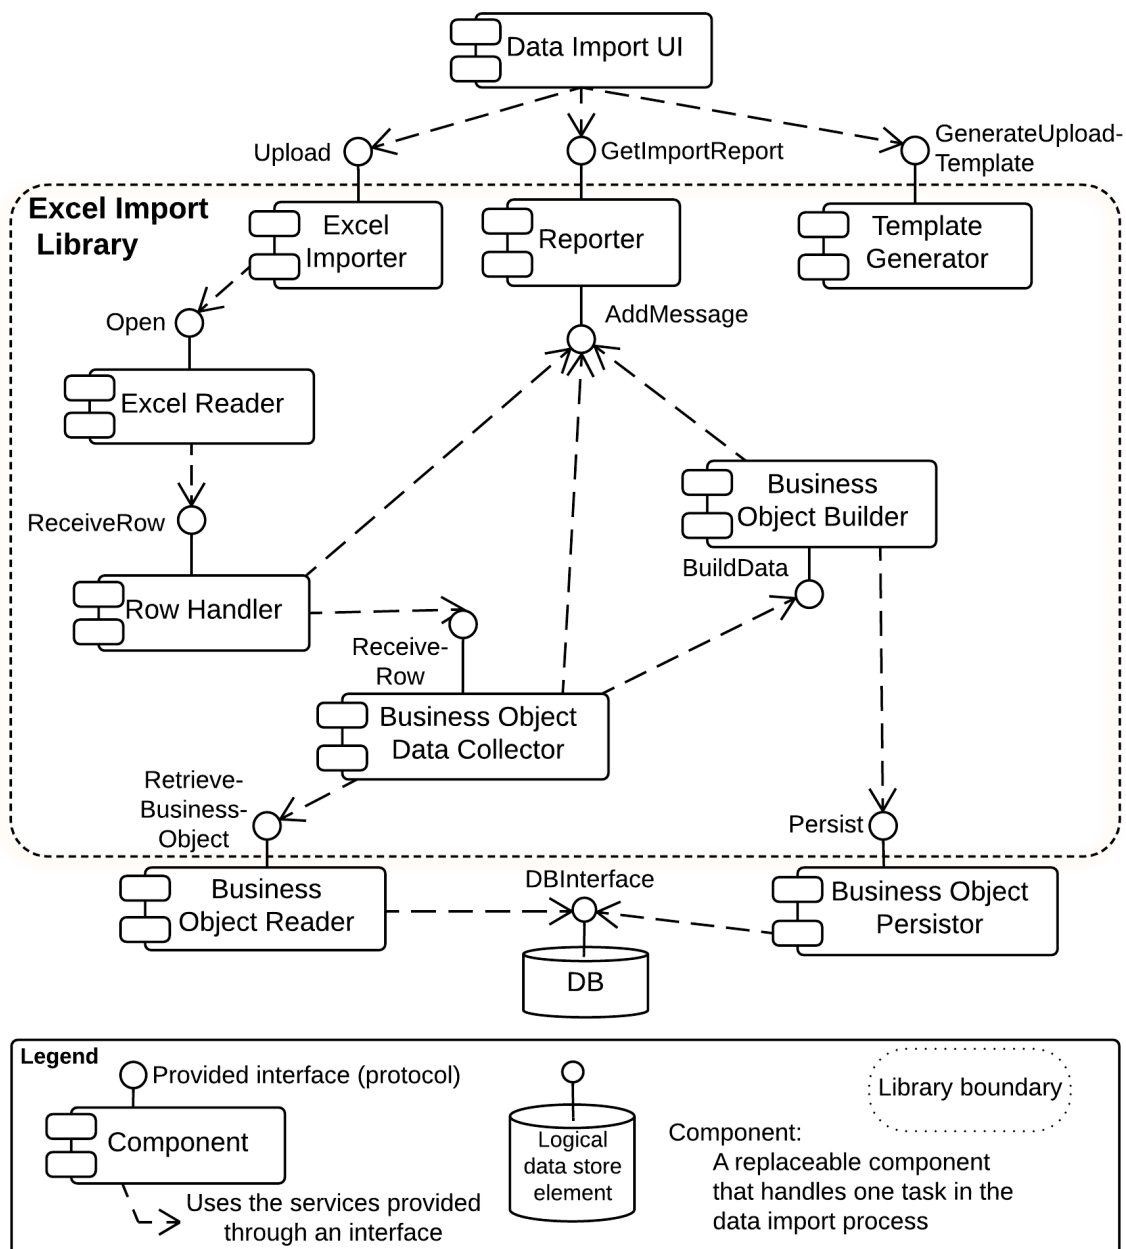 Data Import UI
Upload
GetImportReport
GenerateUpload-
Template
Excel Import
Library
Excel
Importer
Reporter
Template
Generator
Open
AddMessage
Excel Reader
Business
Object Builder
ReceiveRow
BuildData
Row Handler
Receive-
Row
Business Object
Data Collector
Retrieve-
Business-
Object
Persist
Business
Object Reader
DBInterface
Business Object
Persistor
DB
Legend
Provided interface (protocol)
Library boundary
Component
Logical
data store
element
Component:
A replaceable component
that handles one task in the
data import process
Uses the services provided
through an interface